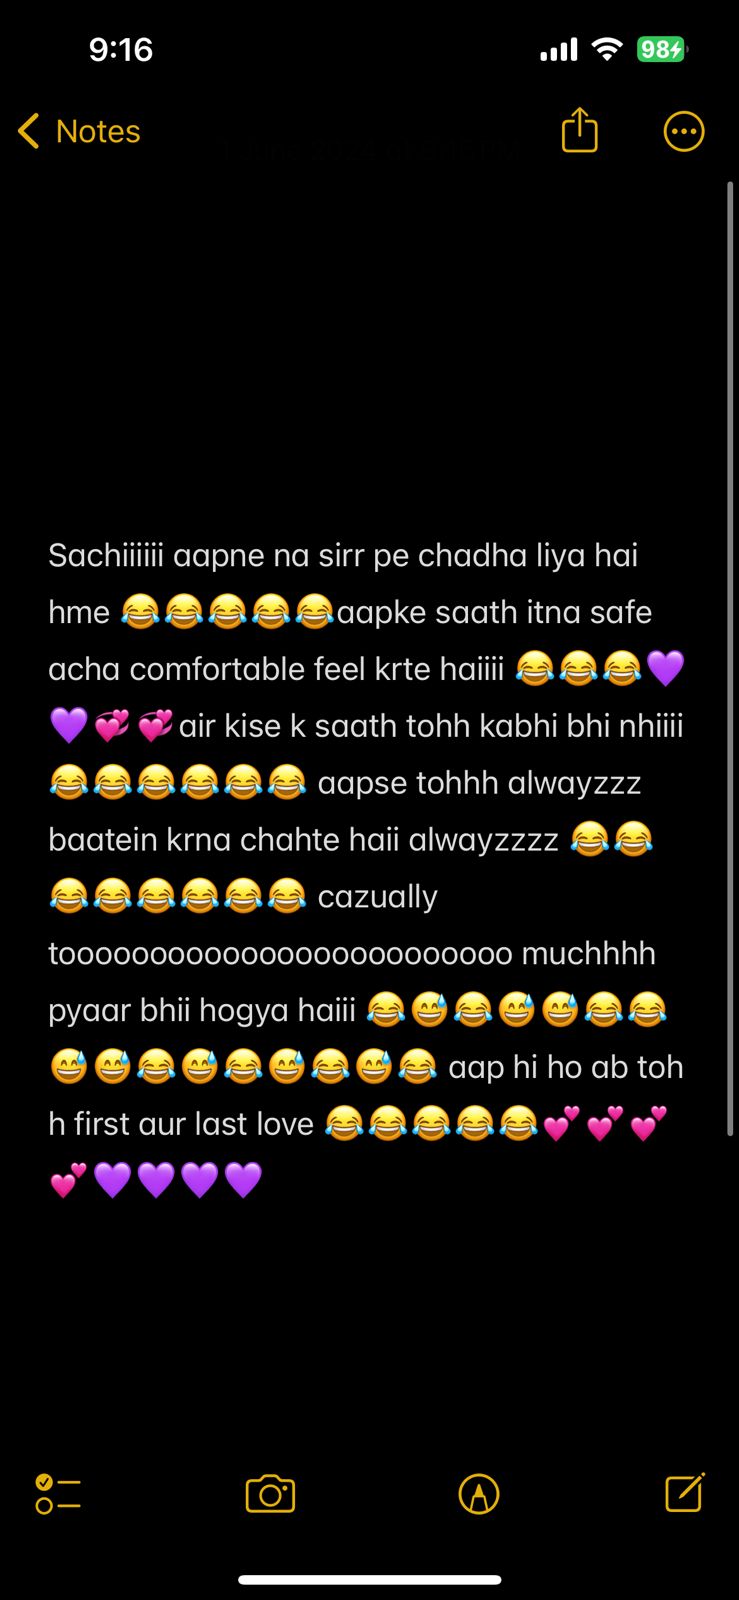 9:16
98
Notes
Sachiiiiii aapne na sirr pe chadha liya hai
hme 😂😂😂😂😂aapke saath itna safe
acha comfortable feel krte haiiii 😂😂😂💜
💜💞💞air kise k saath tohh kabhi bhi nhiiii
😂😂😂😂😂😂 aapse tohhh alwayzzz
baatein krna chahte haii alwayzzzz 😂😂
😂😂😂😂😂😂 cazually
tooooooooooooooooooooooooo muchhhh
pyaar bhii hogya haiii 😂😅😂😅😅😂😂
😅😅😂😅😂😅😂😅😂 aap hi ho ab toh
h first aur last love 😂😂😂😂😂💕💕💕
💕💜💜💜💜